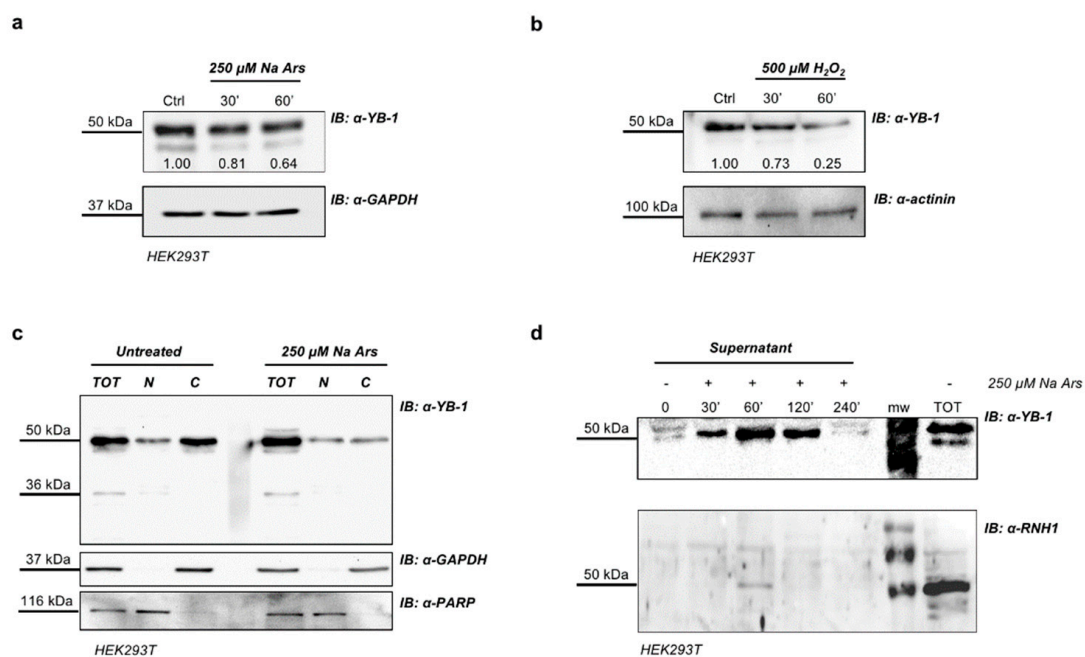 a
250 µM Na Ars
Ctrl 30' 60'
50 kDa
IB: α-YB-1
1.00 0.81 0.64
37 kDa
IB: α-GAPDH
HEK293T
b
500 µM H₂O₂
Ctrl 30' 60'
50 kDa
IB: α-YB-1
1.00 0.73 0.25
100 kDa
IB: α-actinin
HEK293T
c
Untreated 250 µM Na Ars
TOT N C TOT N C
IB: α-YB-1
50 kDa
36 kDa
37 kDa
IB: α-GAPDH
116 kDa
IB: α-PARP
HEK293T
d
Supernatant
- + + + + - 250 µM Na Ars
0 30' 60' 120' 240' mw TOT
IB: α-YB-1
50 kDa
IB: α-RNH1
50 kDa
HEK293T